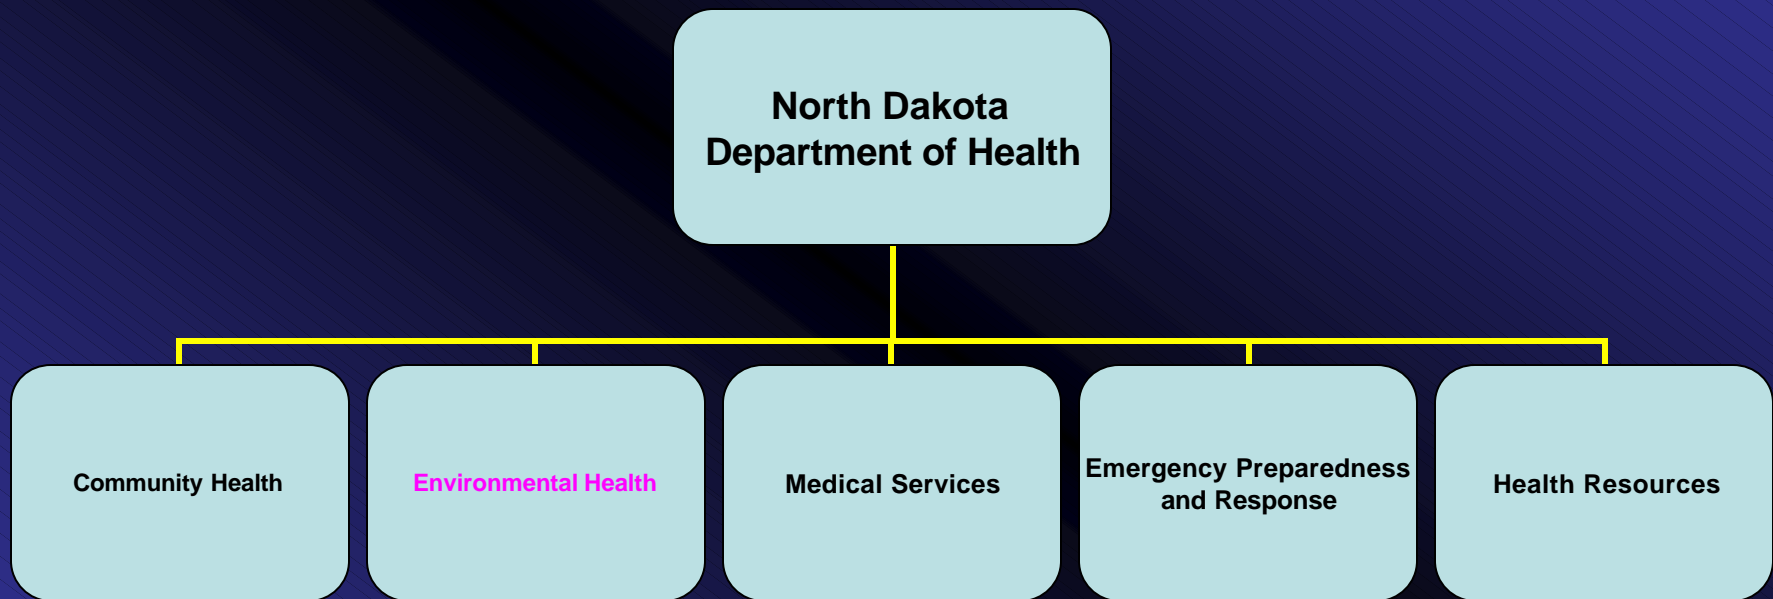 North Dakota
Department of Health
Community Health
Environmental Health
Medical Services
Emergency Preparedness
and Response
Health Resources